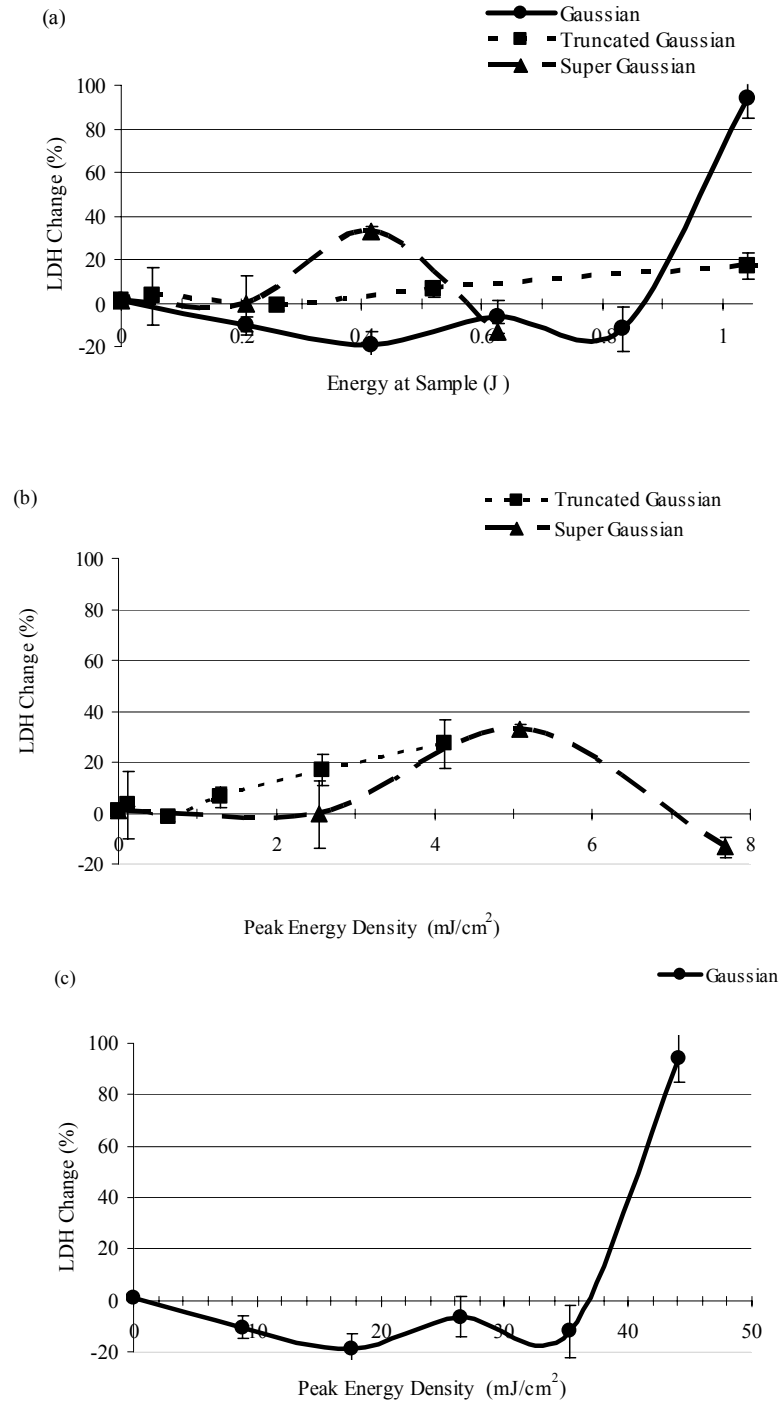 (a)
Gaussian
Truncated Gaussian
Super Gaussian
100
80
60
40
20
0
-20
LDH Change (%)
0 0.2 0.4 0.6 0.8 1
Energy at Sample (J )
(b)
Truncated Gaussian
Super Gaussian
100
80
60
40
20
0
-20
LDH Change (%)
0 2 4 6 8
Peak Energy Density (mJ/cm²)
(c)
Gaussian
100
80
60
40
20
0
-20
LDH Change (%)
0 10 20 30 40 50
Peak Energy Density (mJ/cm²)